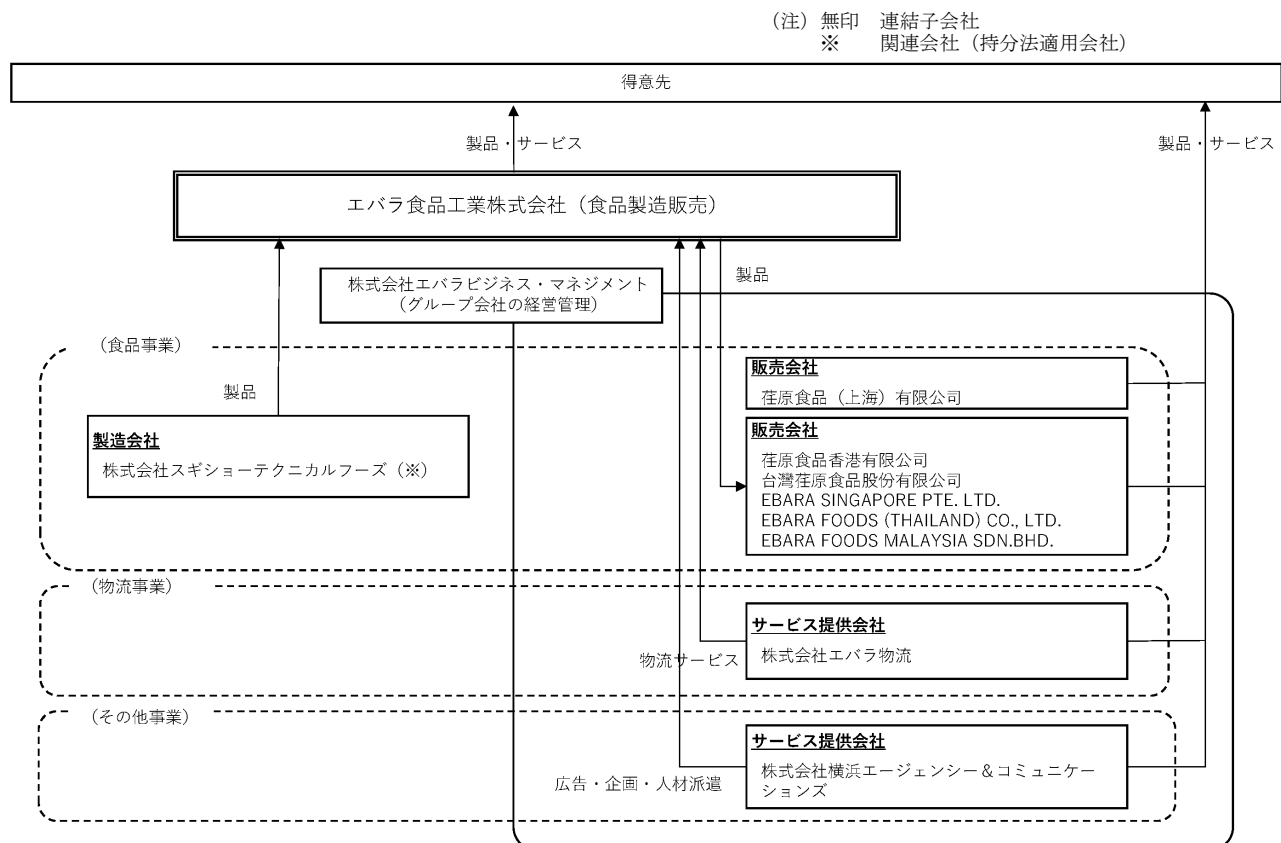 （注）無印　連結子会社
※　関連会社（持分法適用会社）
得意先
製品・サービス
製品・サービス
エバラ食品工業株式会社（食品製造販売）
製品
株式会社エバラビジネス・マネジメント
（グループ会社の経営管理）
（食品事業）
製品
製造会社
株式会社スギショーテクニカルフーズ（※）
販売会社
荏原食品（上海）有限公司
販売会社
荏原食品香港有限公司
台灣荏原食品股份有限公司
EBARA SINGAPORE PTE. LTD.
EBARA FOODS (THAILAND) CO., LTD.
EBARA FOODS MALAYSIA SDN.BHD.
（物流事業）
物流サービス
サービス提供会社
株式会社エバラ物流
（その他事業）
広告・企画・人材派遣
サービス提供会社
株式会社横浜エージェンシー＆コミュニケー
ションズ